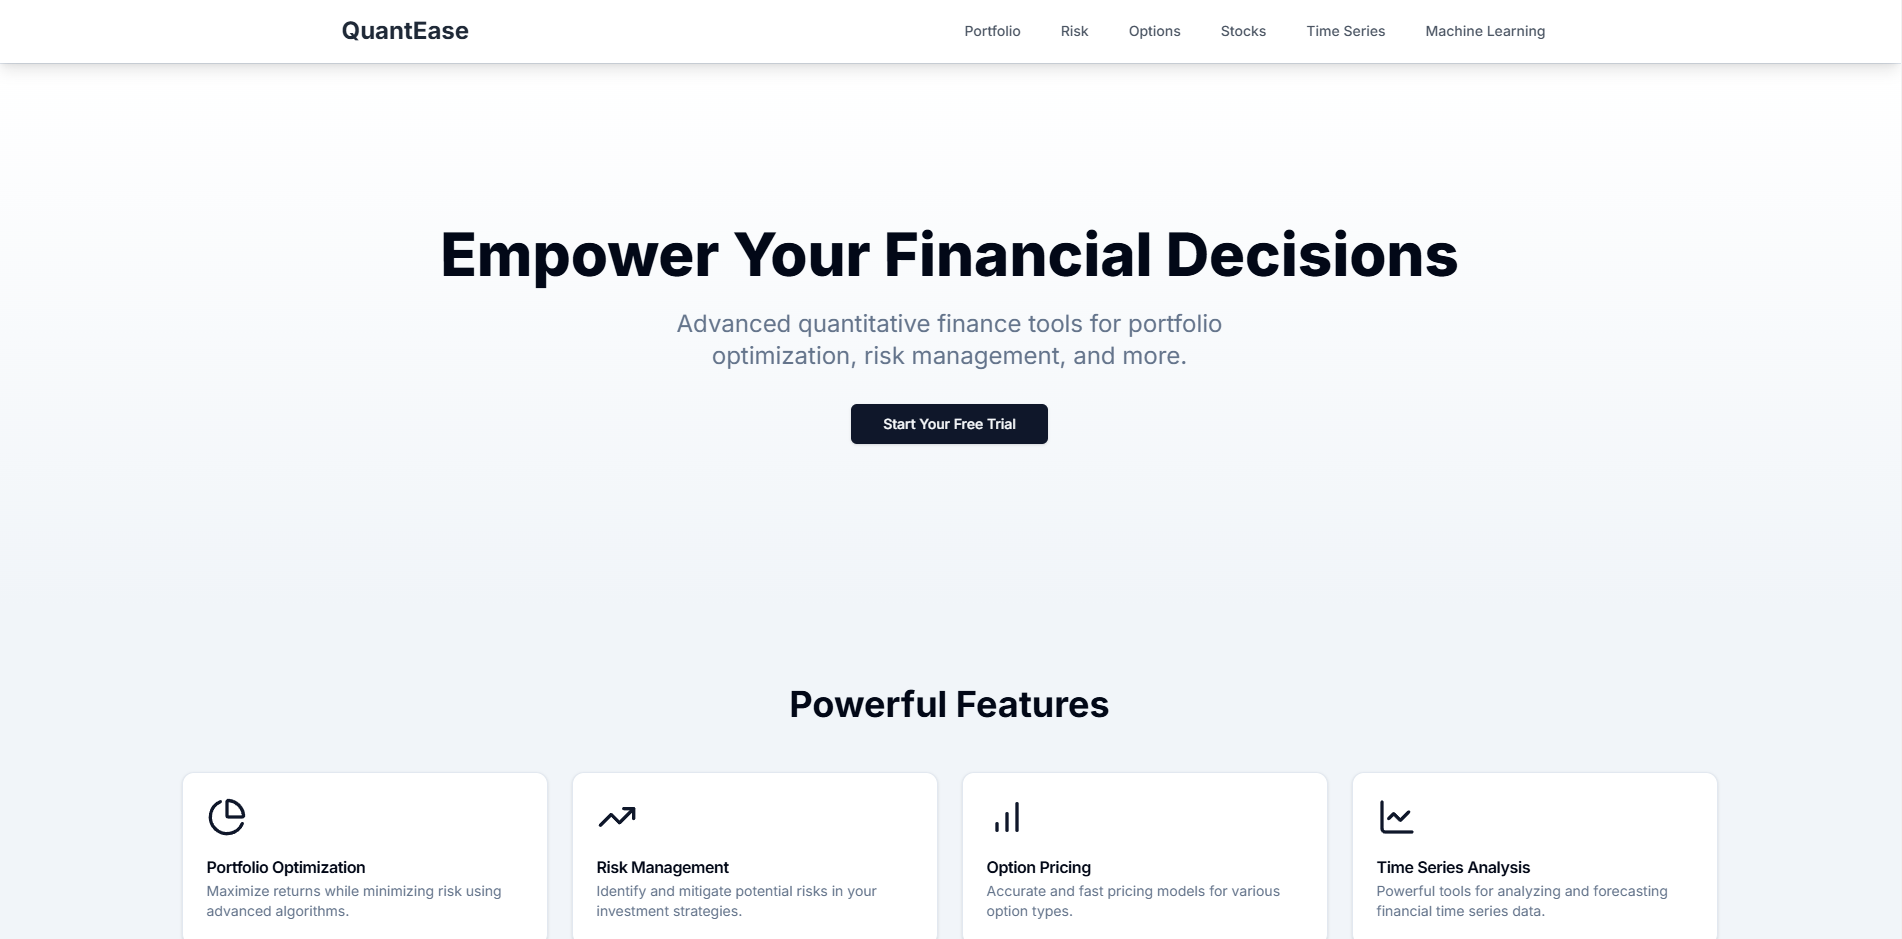 QuantEase
Portfolio
Risk
Options
Stocks
Time Series
Machine Learning
Empower Your Financial Decisions
Advanced quantitative finance tools for portfolio
optimization, risk management, and more.
Start Your Free Trial
Powerful Features
Portfolio Optimization
Maximize returns while minimizing risk using
advanced algorithms.
Risk Management
Identify and mitigate potential risks in your
investment strategies.
Option Pricing
Accurate and fast pricing models for various
option types.
Time Series Analysis
Powerful tools for analyzing and forecasting
financial time series data.